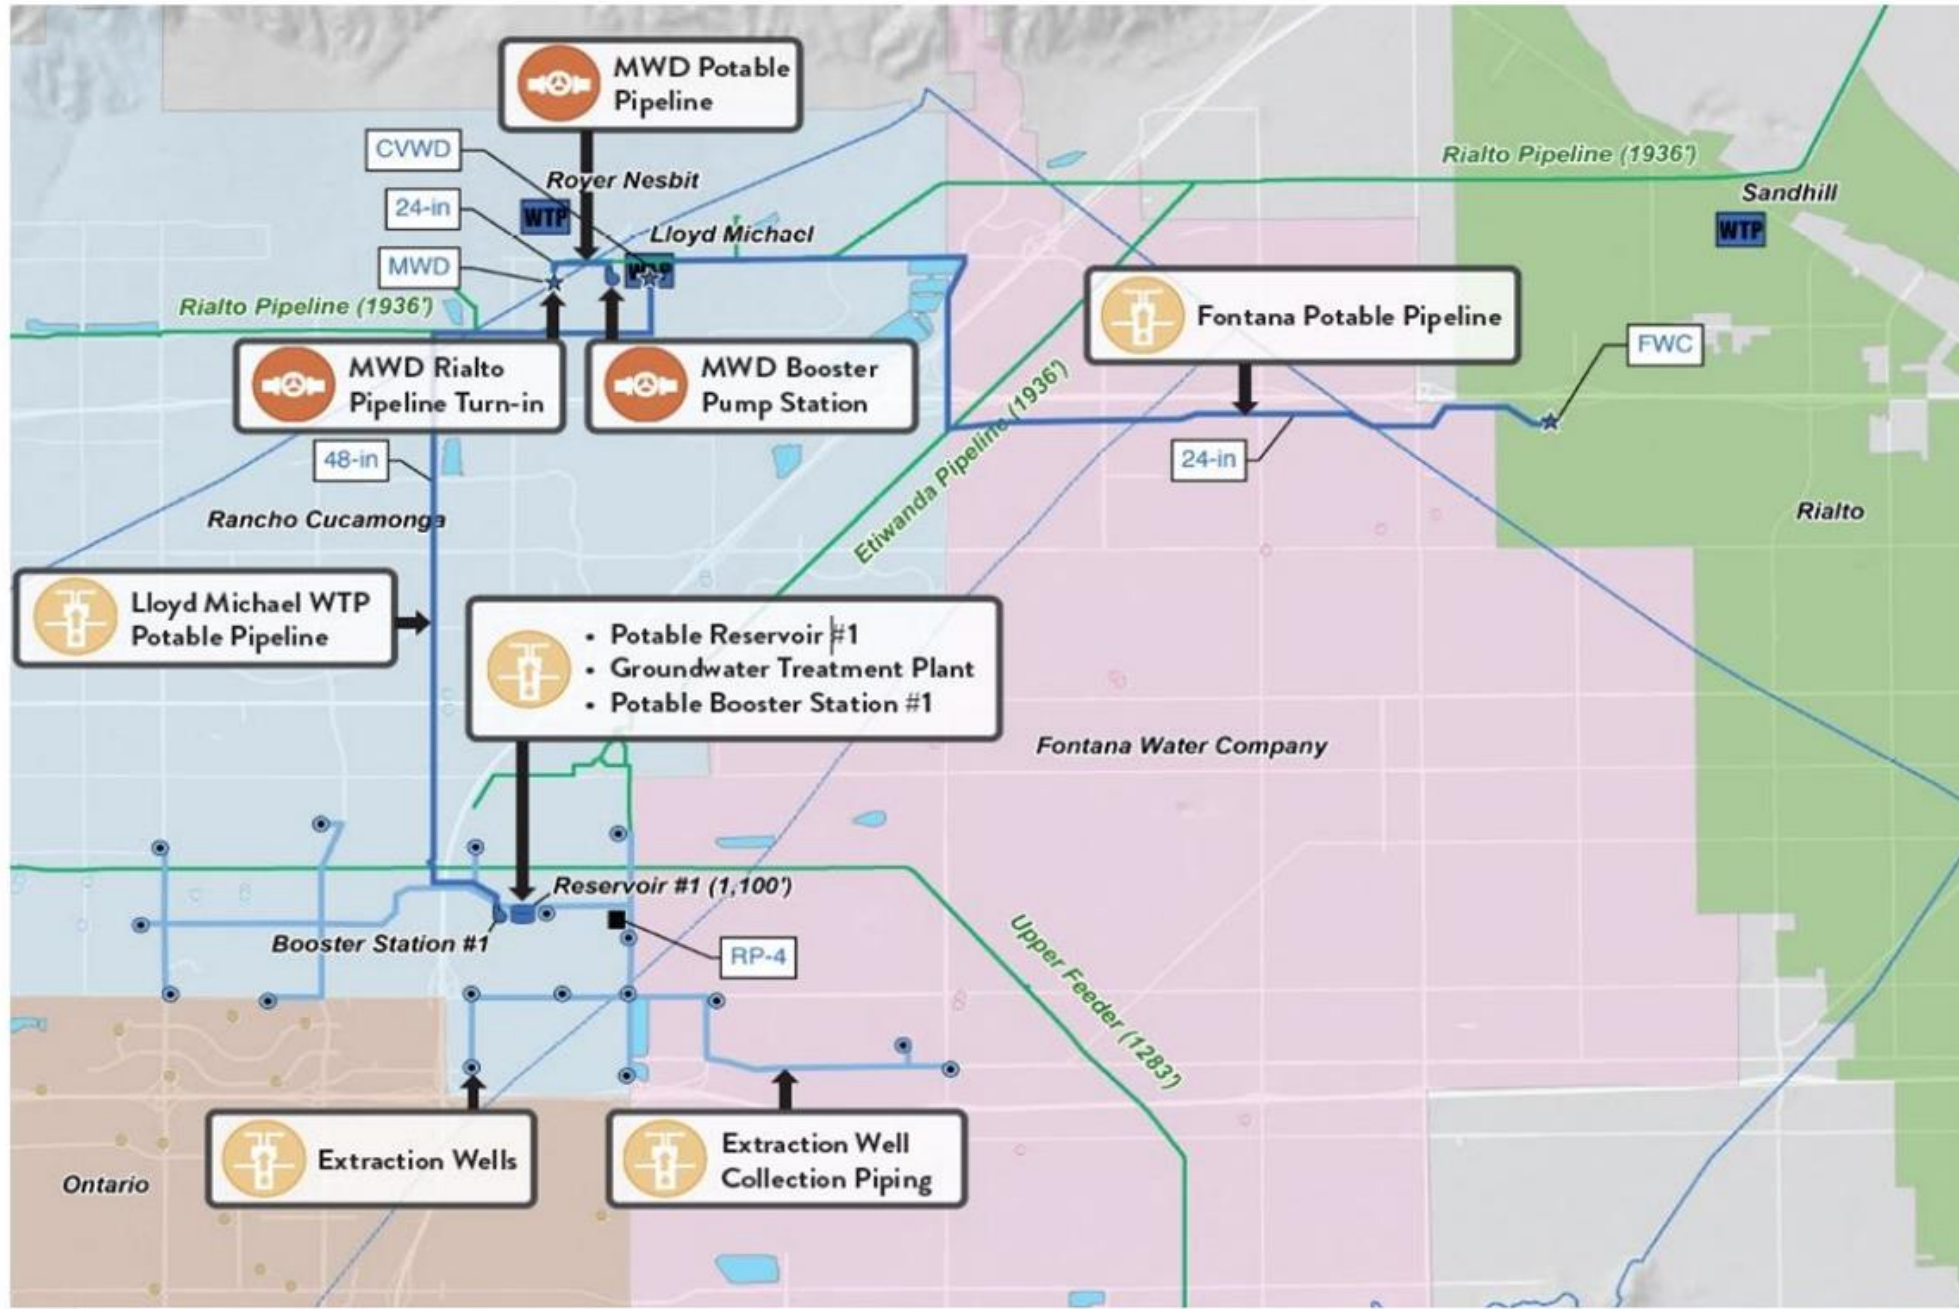 MWD Potable
Pipeline
CVWD
Royer Nesbit
24-in
WTP
Lloyd Michael
MWD
WTP
Rialto Pipeline (1936')
Rialto Pipeline (1936')
Sandhill
WTP
MWD Rialto
Pipeline Turn-in
MWD Booster
Pump Station
Fontana Potable Pipeline
FWC
Etiwanda Pipeline (1936')
48-in
24-in
Rancho Cucamonga
Rialto
Lloyd Michael WTP
Potable Pipeline
• Potable Reservoir #1
• Groundwater Treatment Plant
• Potable Booster Station #1
Fontana Water Company
Reservoir #1 (1,100')
Booster Station #1
RP-4
Upper Feeder (1283')
Extraction Wells
Extraction Well
Collection Piping
Ontario